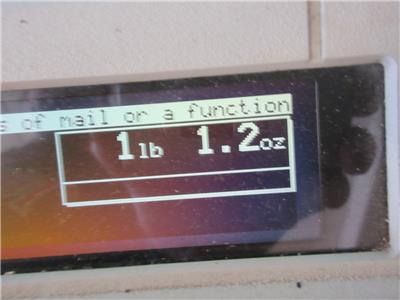 s of mail or a function
1lb 1.2oz